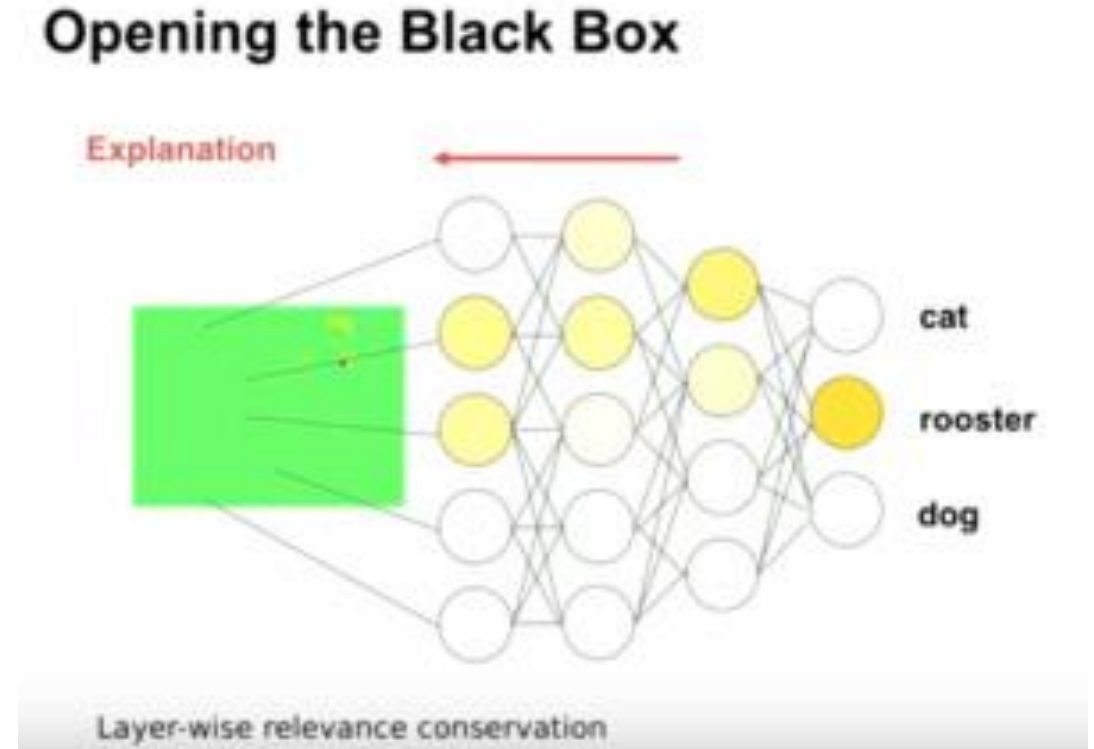 Opening the Black Box
Explanation
cat
rooster
dog
Layer-wise relevance conservation